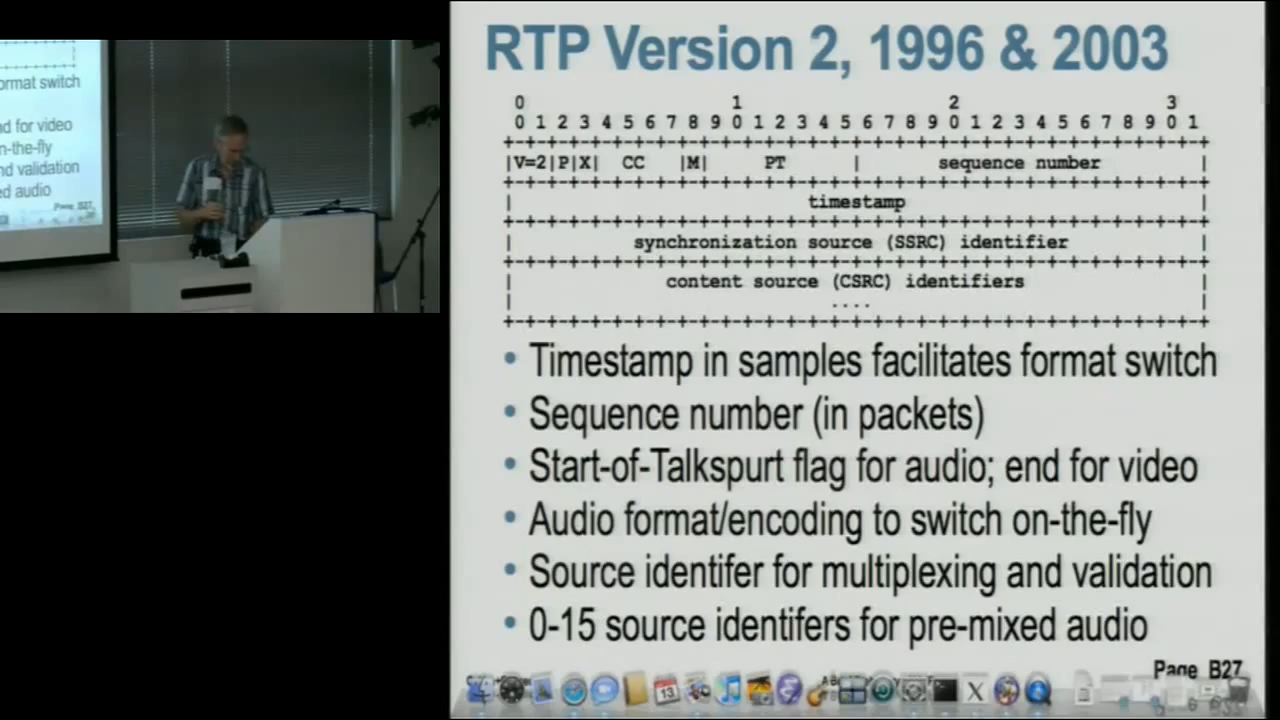 ormat switch
nd for video
n-the-fly
and validation
ed audio
Page B27
RTP Version 2, 1996 & 2003
0 1 2 3
0 1 2 3 4 5 6 7 8 9 0 1 2 3 4 5 6 7 8 9 0 1 2 3 4 5 6 7 8 9 0 1
+-+-+-+-+-+-+-+-+-+-+-+-+-+-+-+-+-+-+-+-+-+-+-+-+-+-+-+-+-+-+-+-+
|V=2|P|X| CC |M| PT | sequence number |
+-+-+-+-+-+-+-+-+-+-+-+-+-+-+-+-+-+-+-+-+-+-+-+-+-+-+-+-+-+-+-+-+
| timestamp |
+-+-+-+-+-+-+-+-+-+-+-+-+-+-+-+-+-+-+-+-+-+-+-+-+-+-+-+-+-+-+-+-+
| synchronization source (SSRC) identifier |
+-+-+-+-+-+-+-+-+-+-+-+-+-+-+-+-+-+-+-+-+-+-+-+-+-+-+-+-+-+-+-+-+
| content source (CSRC) identifiers |
| .... |
+-+-+-+-+-+-+-+-+-+-+-+-+-+-+-+-+-+-+-+-+-+-+-+-+-+-+-+-+-+-+-+-+
• Timestamp in samples facilitates format switch
• Sequence number (in packets)
• Start-of-Talkspurt flag for audio; end for video
• Audio format/encoding to switch on-the-fly
• Source identifer for multiplexing and validation
• 0-15 source identifers for pre-mixed audio
Page B27
13